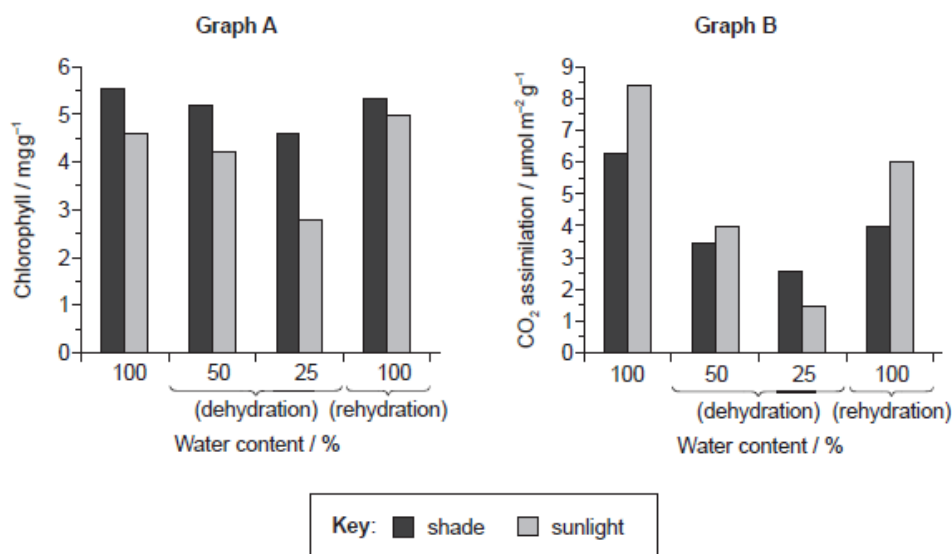 Graph A
Chlorophyll / mg g⁻¹
6
5
4
3
2
1
0
100 50 25 100
(dehydration) (rehydration)
Water content / %
Graph B
CO₂ assimilation / µmol m⁻² g⁻¹
9
8
7
6
5
4
3
2
1
0
100 50 25 100
(dehydration) (rehydration)
Water content / %
Key: shade sunlight